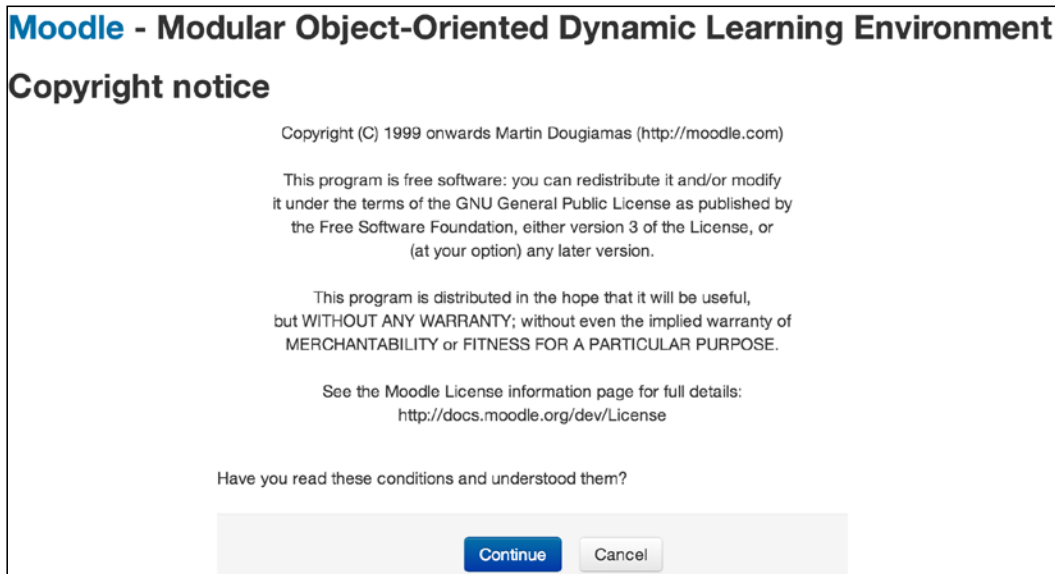 Moodle - Modular Object-Oriented Dynamic Learning Environment
Copyright notice
Copyright (C) 1999 onwards Martin Dougiamas (http://moodle.com)
This program is free software: you can redistribute it and/or modify
it under the terms of the GNU General Public License as published by
the Free Software Foundation, either version 3 of the License, or
(at your option) any later version.
This program is distributed in the hope that it will be useful,
but WITHOUT ANY WARRANTY; without even the implied warranty of
MERCHANTABILITY or FITNESS FOR A PARTICULAR PURPOSE.
See the Moodle License information page for full details:
http://docs.moodle.org/dev/License
Have you read these conditions and understood them?
Continue Cancel